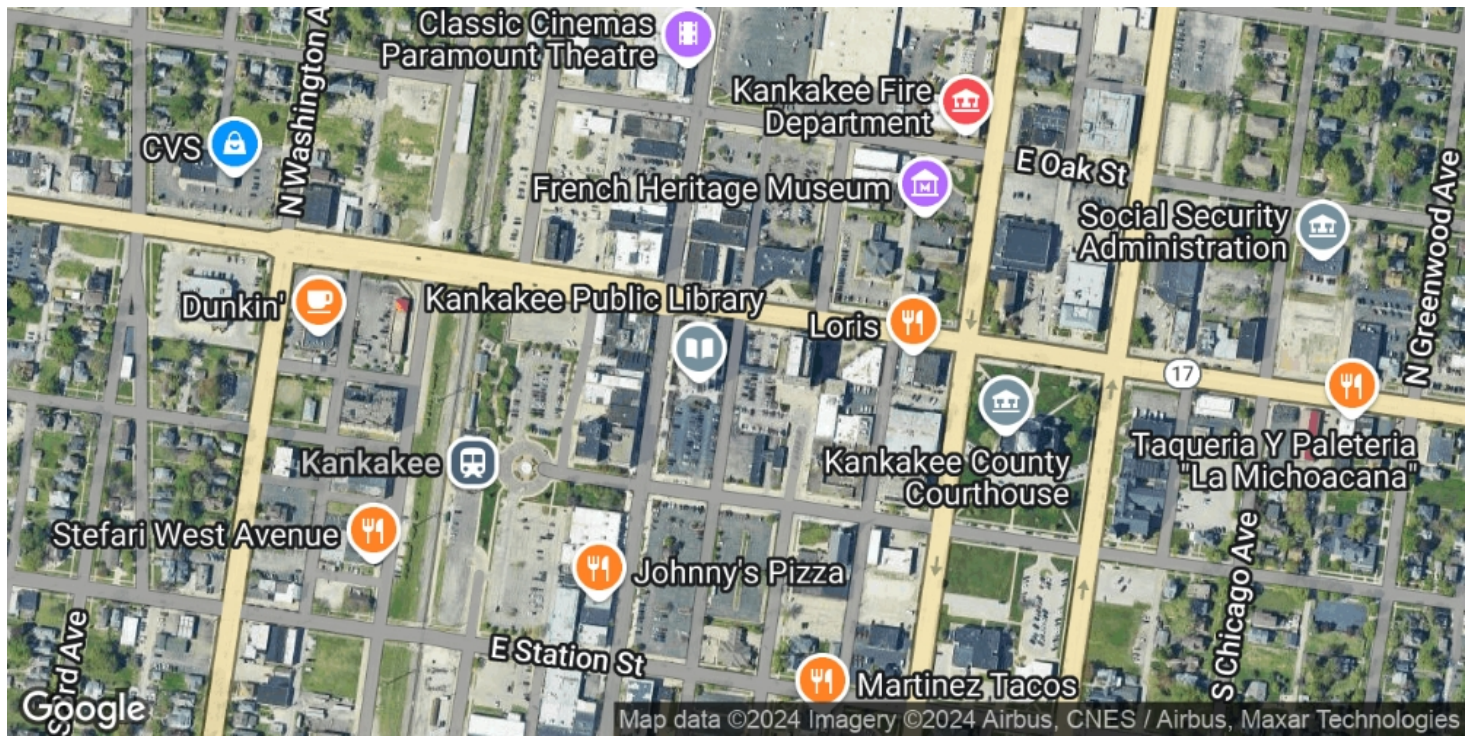 Classic Cinemas
Paramount Theatre
N Washington A
Kankakee Fire
Department
CVS
E Oak St
French Heritage Museum
Social Security
Administration
N Greenwood Ave
Dunkin'
Kankakee Public Library
Loris
17
Kankakee
Kankakee County
Courthouse
Taqueria Y Paleteria
"La Michoacana"
Stefari West Avenue
Johnny's Pizza
S Chicago Ave
E Station St
Martinez Tacos
ord Ave
Google
Map data ©2024 Imagery ©2024 Airbus, CNES / Airbus, Maxar Technologies